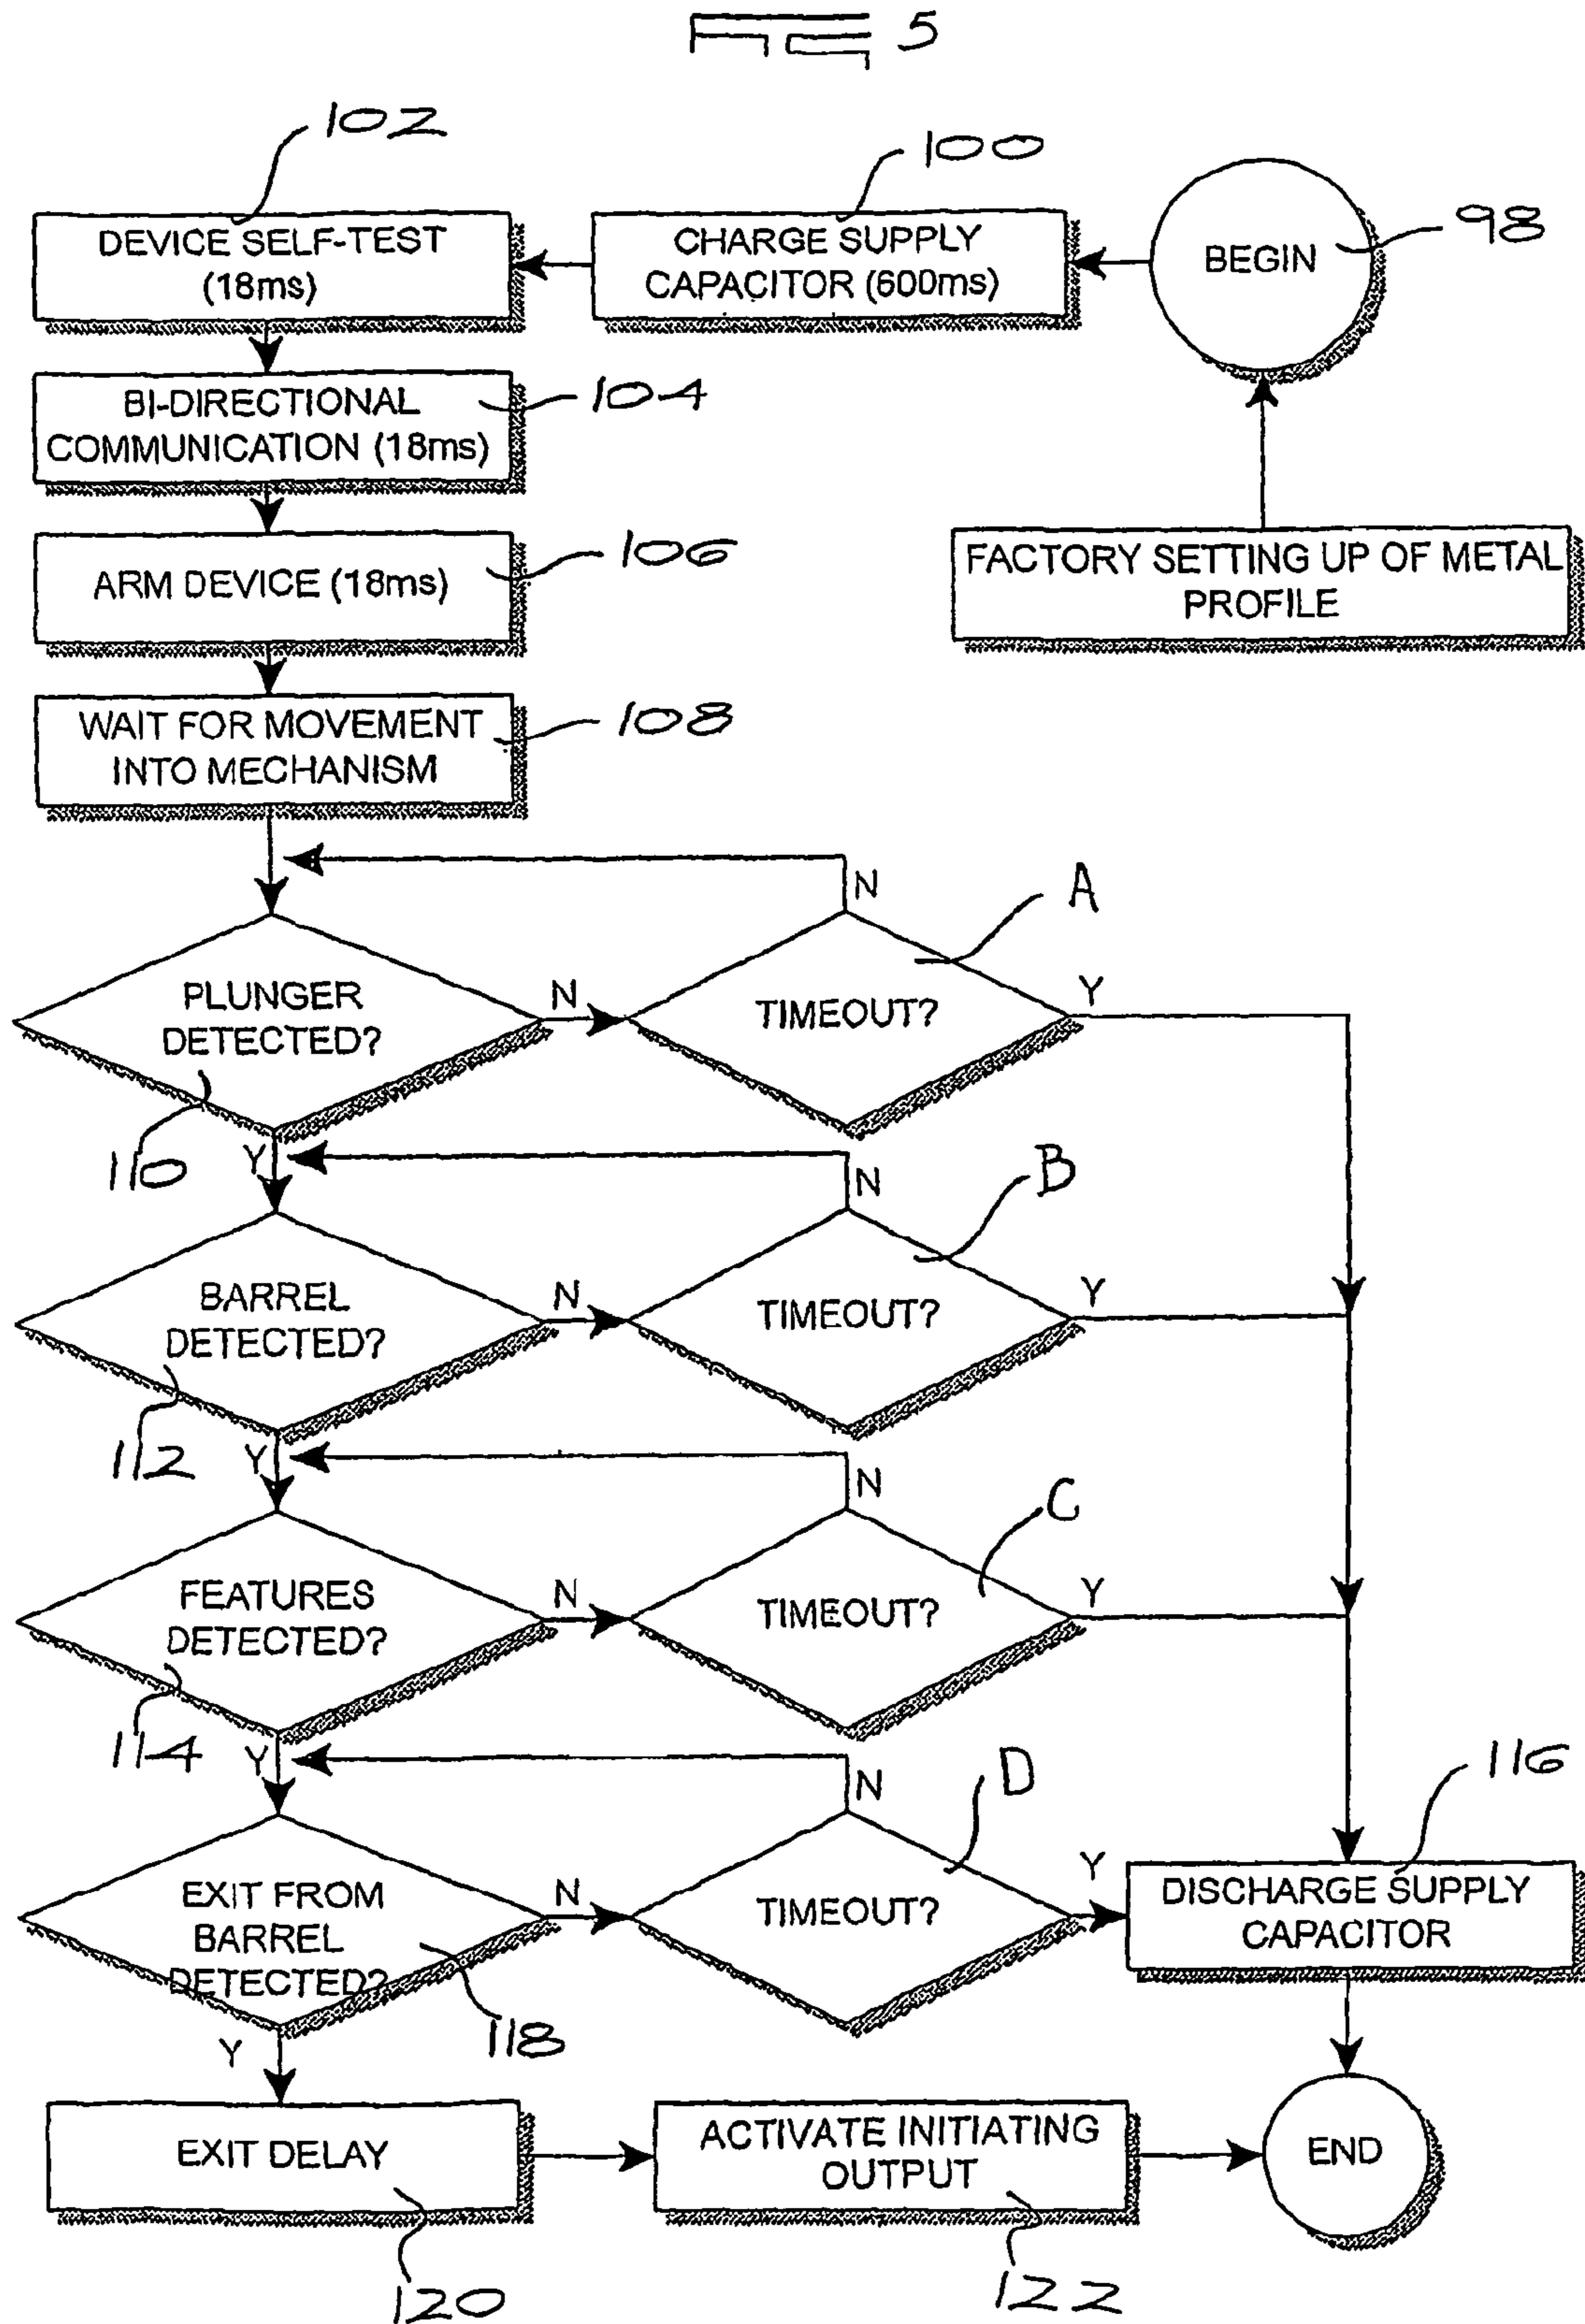 FIG 5
102
100
98
DEVICE SELF-TEST
(18ms)
CHARGE SUPPLY
CAPACITOR (600ms)
BEGIN
BI-DIRECTIONAL
COMMUNICATION (18ms)
104
ARM DEVICE (18ms)
106
FACTORY SETTING UP OF METAL
PROFILE
WAIT FOR MOVEMENT
INTO MECHANISM
108
N
A
PLUNGER
DETECTED?
N
TIMEOUT?
Y
110
Y
N
B
BARREL
DETECTED?
N
TIMEOUT?
Y
112
Y
N
C
FEATURES
DETECTED?
N
TIMEOUT?
Y
114
Y
N
D
116
EXIT FROM
BARREL
DETECTED?
N
TIMEOUT?
Y
DISCHARGE SUPPLY
CAPACITOR
118
Y
EXIT DELAY
ACTIVATE INITIATING
OUTPUT
END
120
122